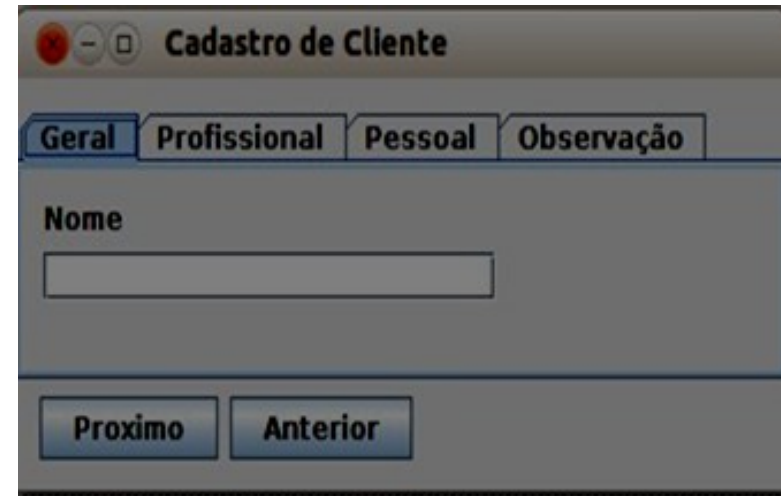 Cadastro de Cliente
Geral Profissional Pessoal Observação
Nome
Proximo Anterior